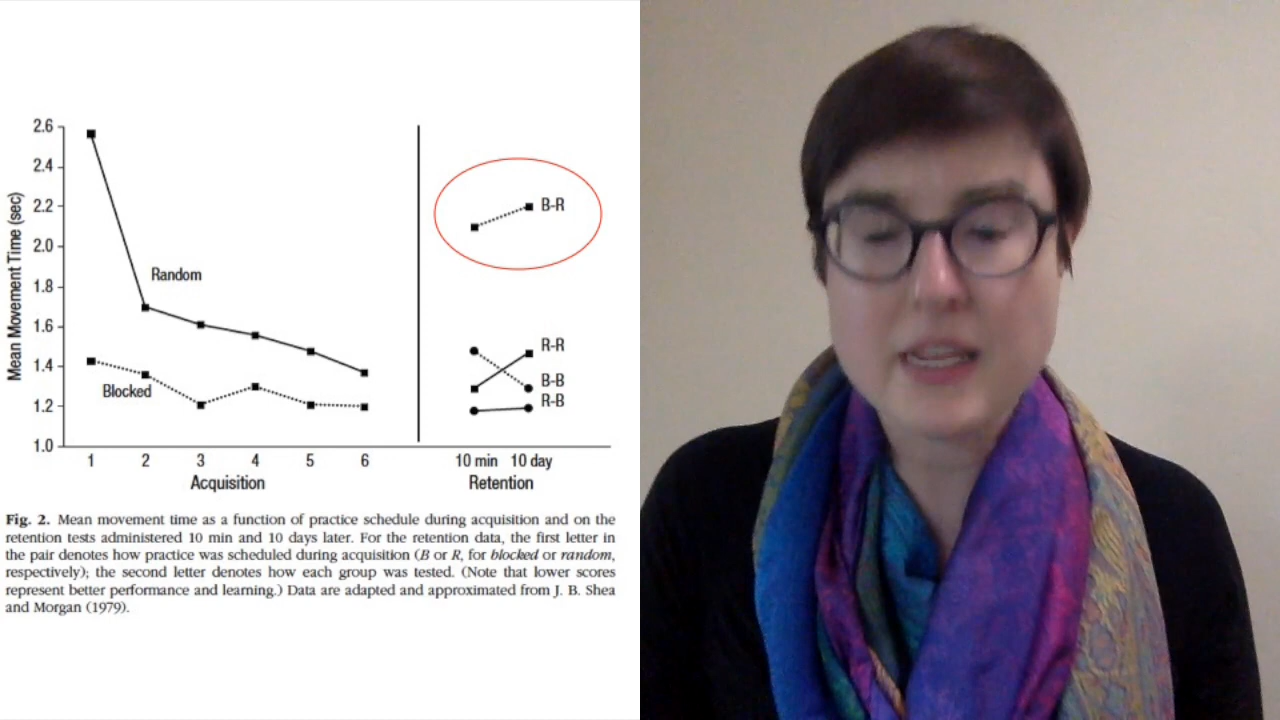 2.6
2.4
2.2
2.0
1.8
1.6
1.4
1.2
1.0
Mean Movement Time (sec)
Random
Blocked
B-R
R-R
B-B
R-B
1 2 3 4 5 6
10 min 10 day
Acquisition
Retention
Fig. 2. Mean movement time as a function of practice schedule during acquisition and on the
retention tests administered 10 min and 10 days later. For the retention data, the first letter in
the pair denotes how practice was scheduled during acquisition (B or R, for blocked or random,
respectively); the second letter denotes how each group was tested. (Note that lower scores
represent better performance and learning.) Data are adapted and approximated from J. B. Shea
and Morgan (1979).